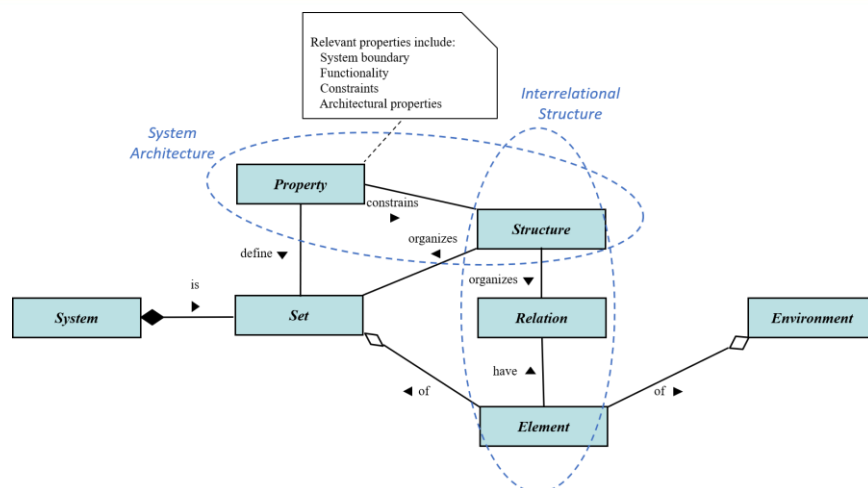 Relevant properties include:
System boundary
Functionality
Constraints
Architectural properties
Interrelational
Structure
System
Architecture
Property
constrains
Structure
organizes
define
organizes
is
System
Set
Relation
Environment
have
of
of
Element